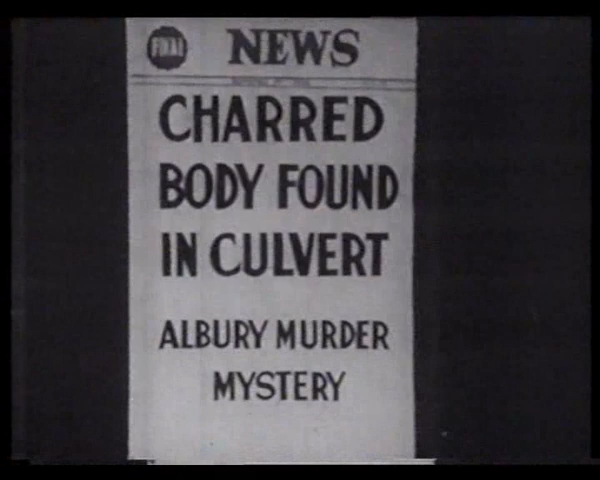 FINAL NEWS
CHARRED
BODY FOUND
IN CULVERT
ALBURY MURDER
MYSTERY